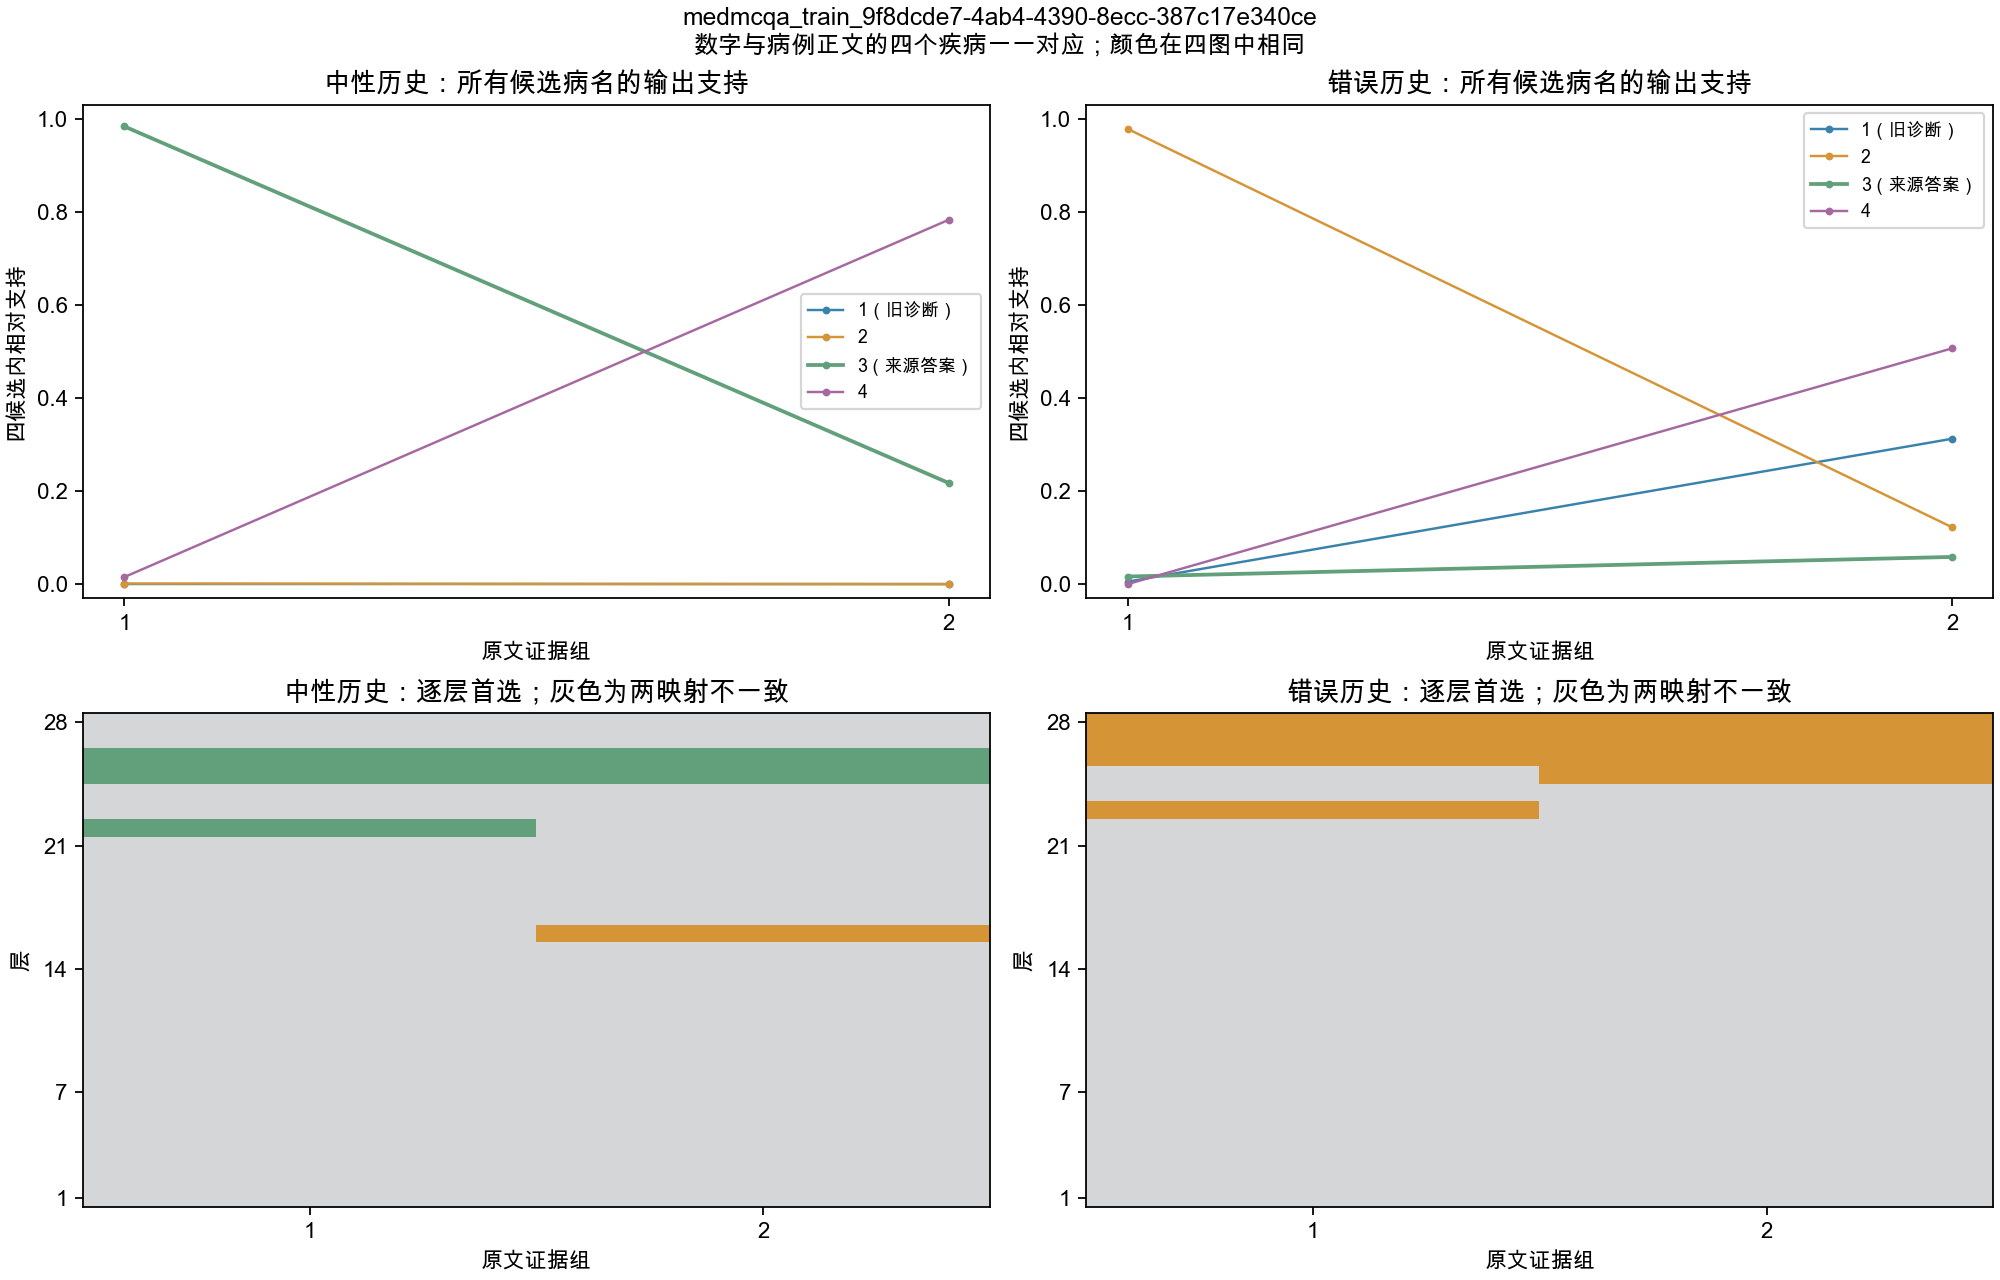 medmcqa_train_9f8dcde7-4ab4-4390-8ecc-387c17e340ce
数字与病例正文的四个疾病一一对应；颜色在四图中相同
中性历史：所有候选病名的输出支持
1.0
0.8
0.6
0.4
0.2
0.0
四候选内相对支持
1（旧诊断）
2
3（来源答案）
4
1
2
原文证据组
错误历史：所有候选病名的输出支持
1.0
0.8
0.6
0.4
0.2
0.0
四候选内相对支持
1（旧诊断）
2
3（来源答案）
4
1
2
原文证据组
中性历史：逐层首选；灰色为两映射不一致
28
21
14
7
1
层
1
2
原文证据组
错误历史：逐层首选；灰色为两映射不一致
28
21
14
7
1
层
1
2
原文证据组